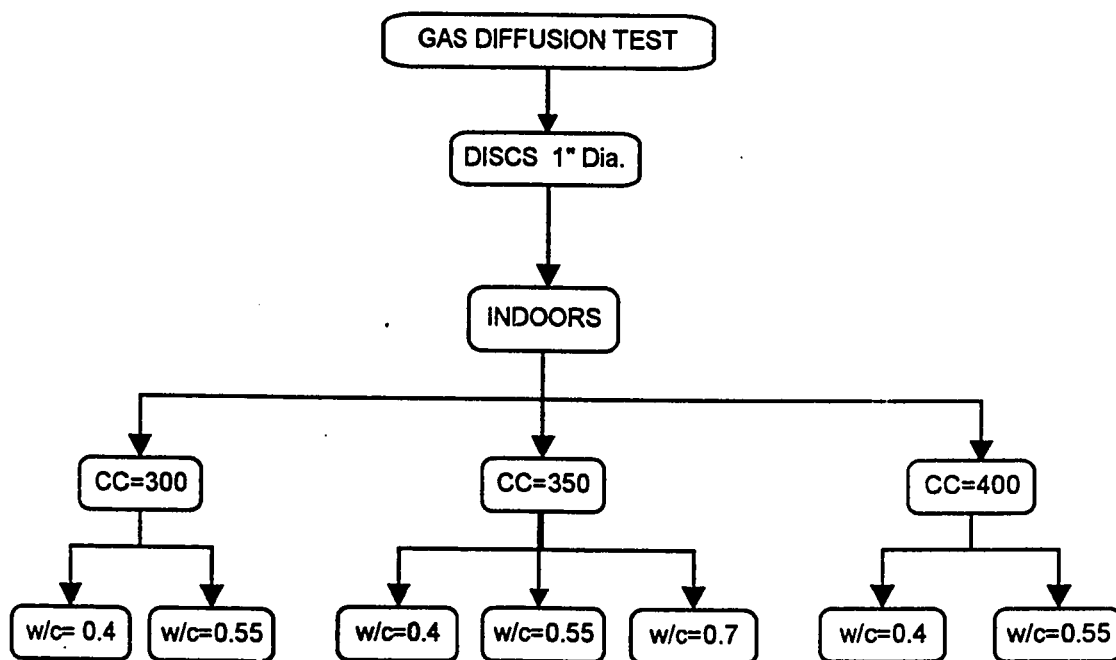 GAS DIFFUSION TEST
DISCS 1" Dia.
INDOORS
CC=300
CC=350
CC=400
w/c= 0.4
w/c=0.55
w/c=0.4
w/c=0.55
w/c=0.7
w/c=0.4
w/c=0.55